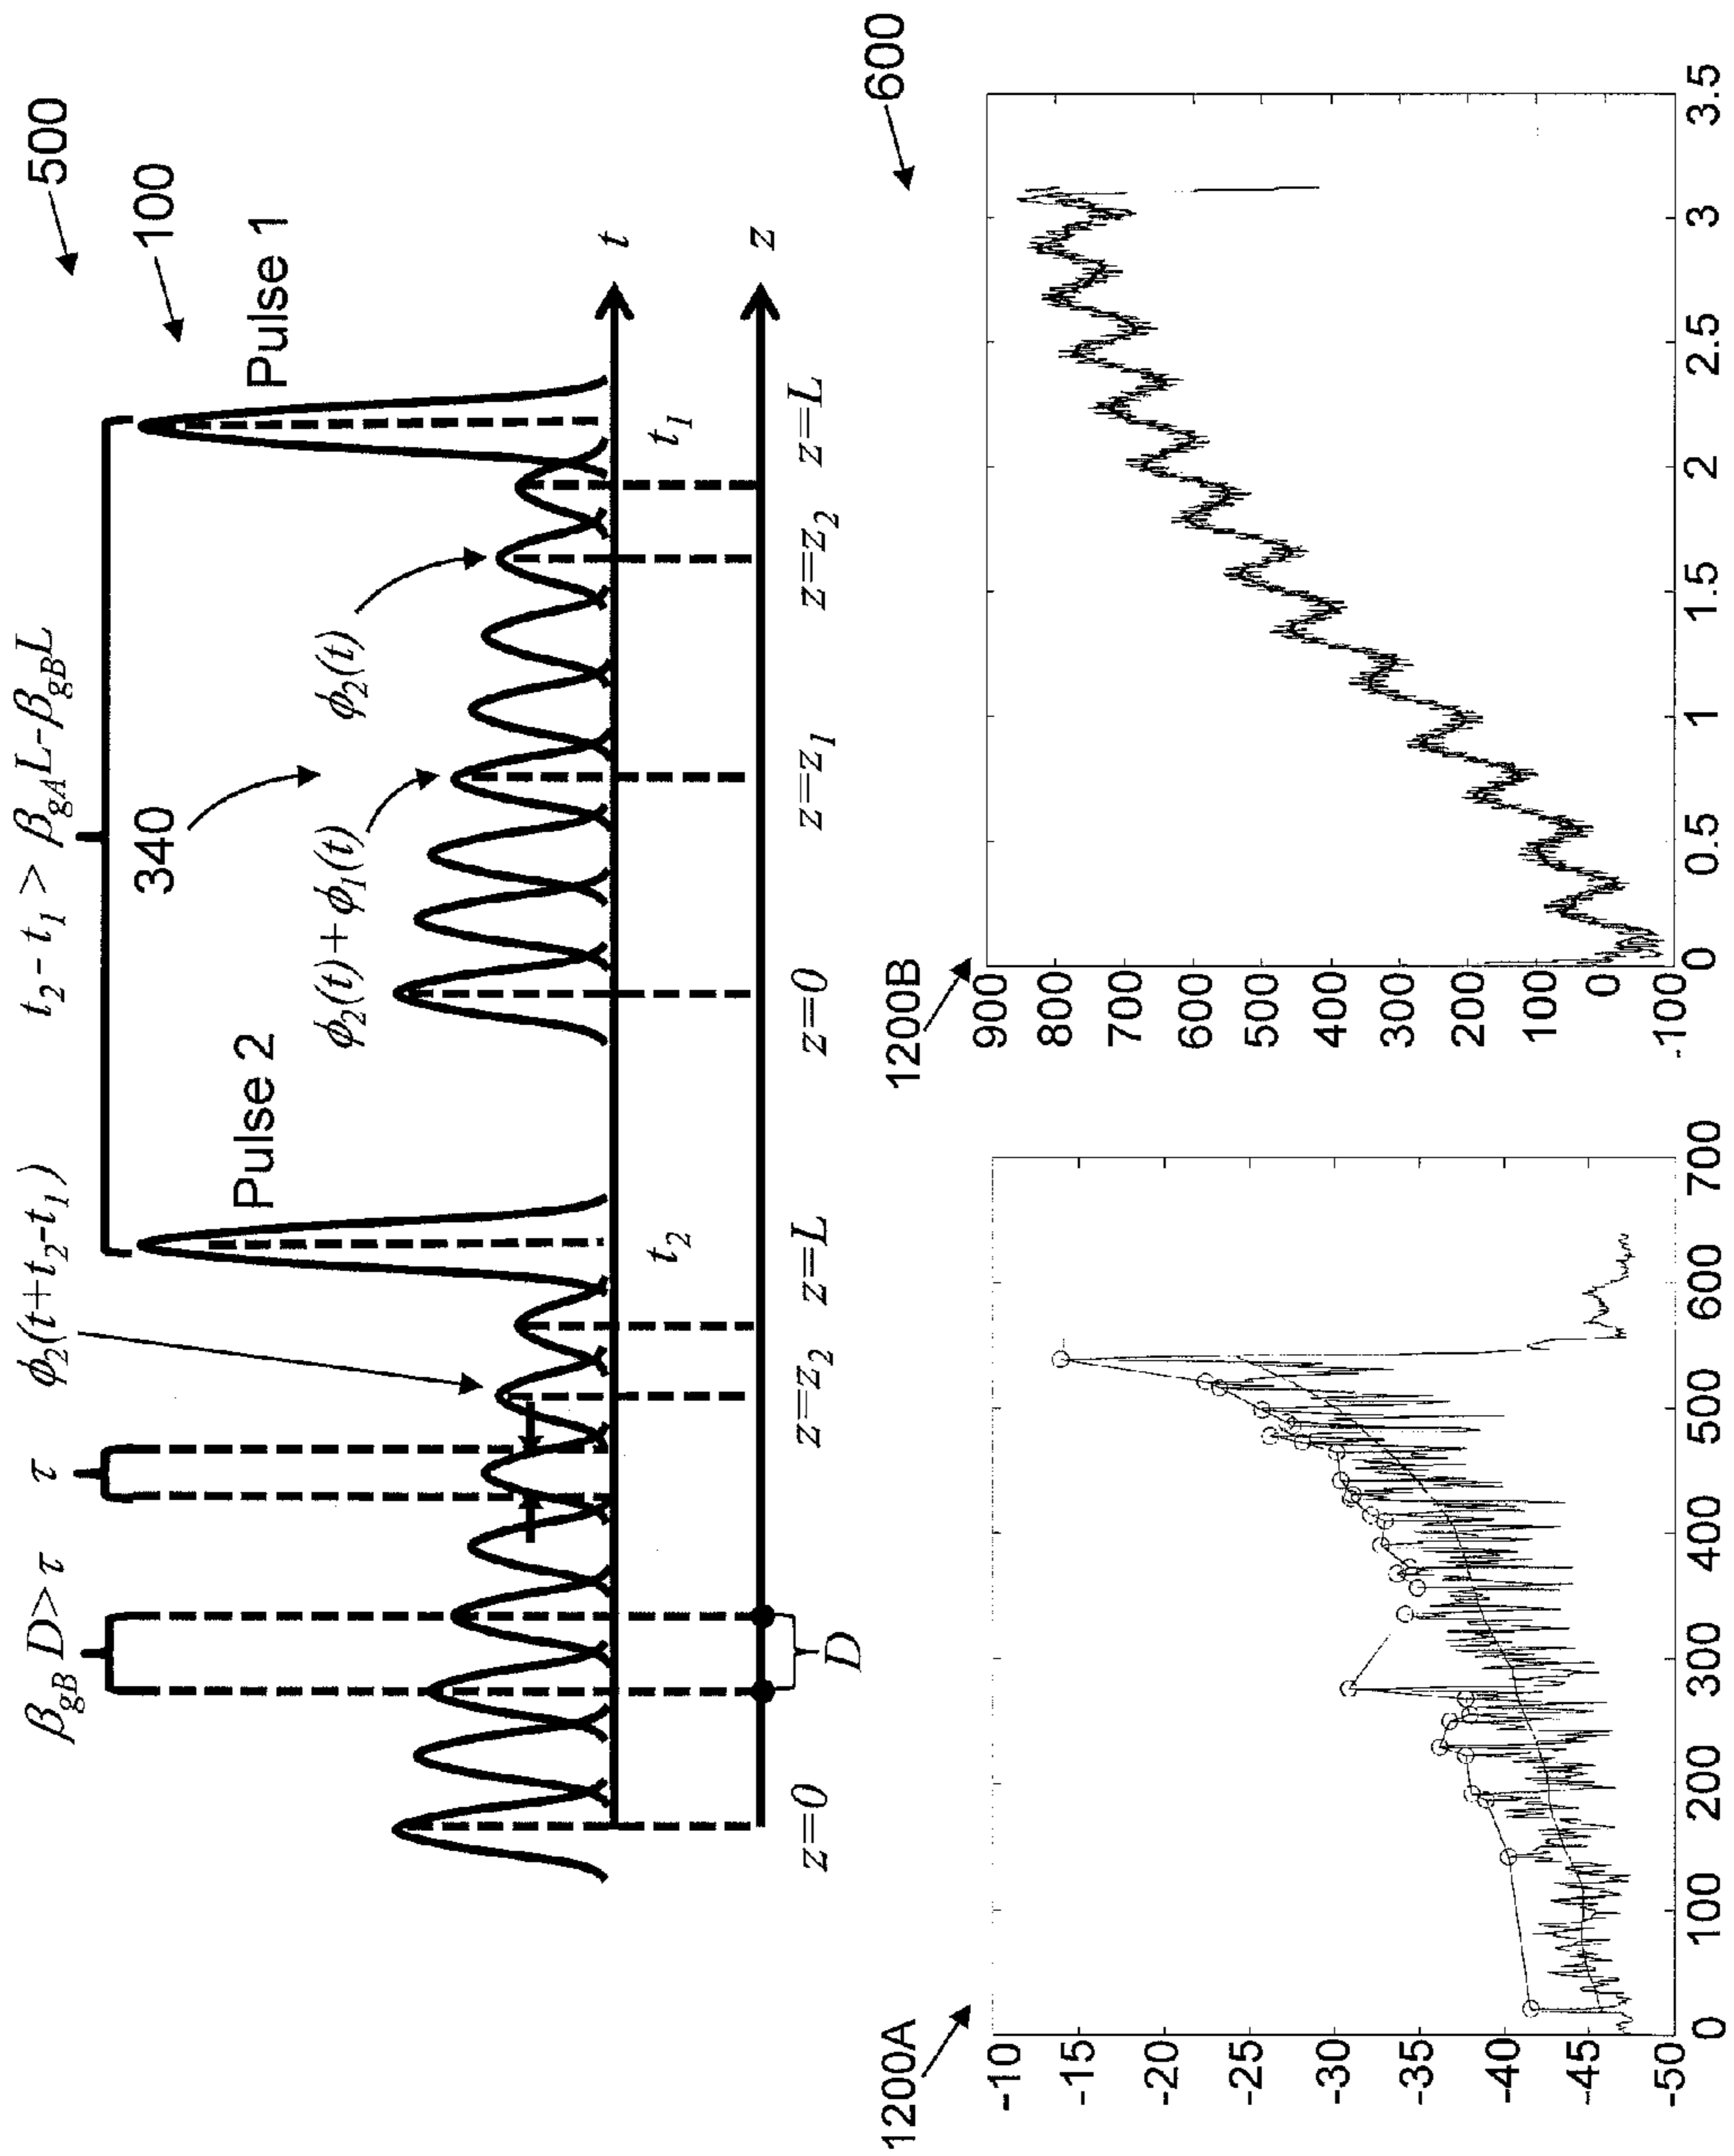 500
100
t₂ - t₁ > β_gA L - β_gB L
ϕ₂(t+t₂-t₁)
τ
β_gB D > τ
Pulse 2
Pulse 1
340
ϕ₂(t)+ϕ₁(t)
ϕ₂(t)
t₂
t₁
t
z
z=0
z=z₂
z=L
z=0
z=z₁
z=z₂
z=L
D
1200A
-10
-15
-20
-25
-30
-35
-40
-45
-50
0 100 200 300 400 500 600 700
1200B
600
900
800
700
600
500
400
300
200
100
0
-100
0 0.5 1 1.5 2 2.5 3 3.5